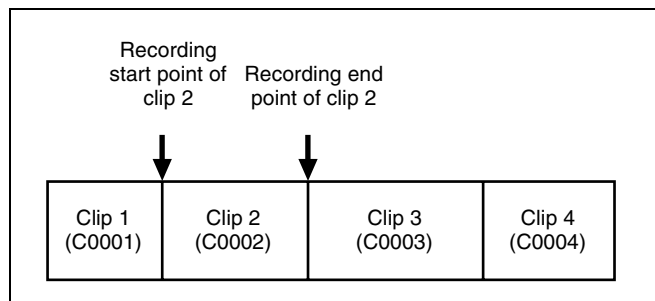 Recording
start point of
clip 2
Recording end
point of clip 2
Clip 1
(C0001)
Clip 2
(C0002)
Clip 3
(C0003)
Clip 4
(C0004)